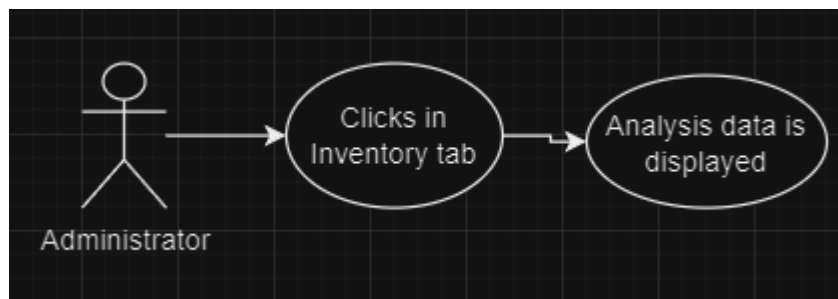 Clicks in
Inventory tab
Analysis data is
displayed
Administrator